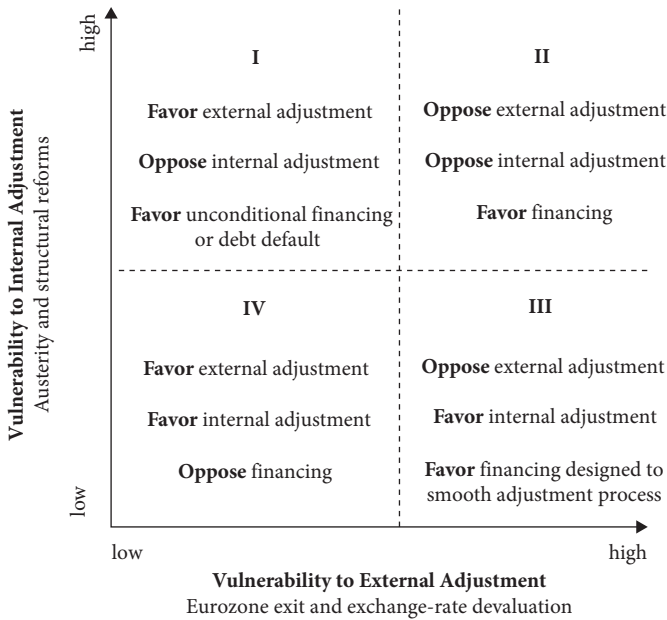 high
I
Favor external adjustment
Oppose internal adjustment
Favor unconditional financing
or debt default
II
Oppose external adjustment
Oppose internal adjustment
Favor financing
Vulnerability to Internal Adjustment
Austerity and structural reforms
IV
Favor external adjustment
Favor internal adjustment
Oppose financing
III
Oppose external adjustment
Favor internal adjustment
Favor financing designed to
smooth adjustment process
low
low
high
Vulnerability to External Adjustment
Eurozone exit and exchange-rate devaluation